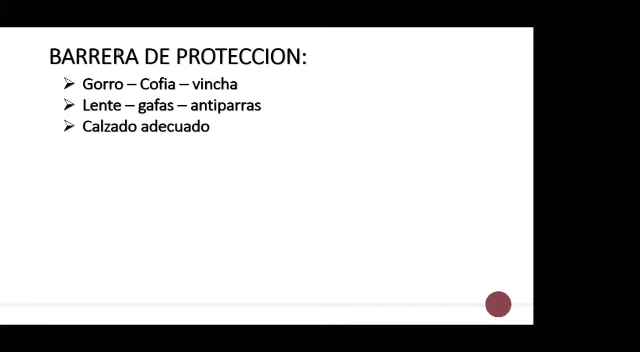 BARRERA DE PROTECCION:
➢ Gorro – Cofia – vincha
➢ Lente – gafas – antiparras
➢ Calzado adecuado